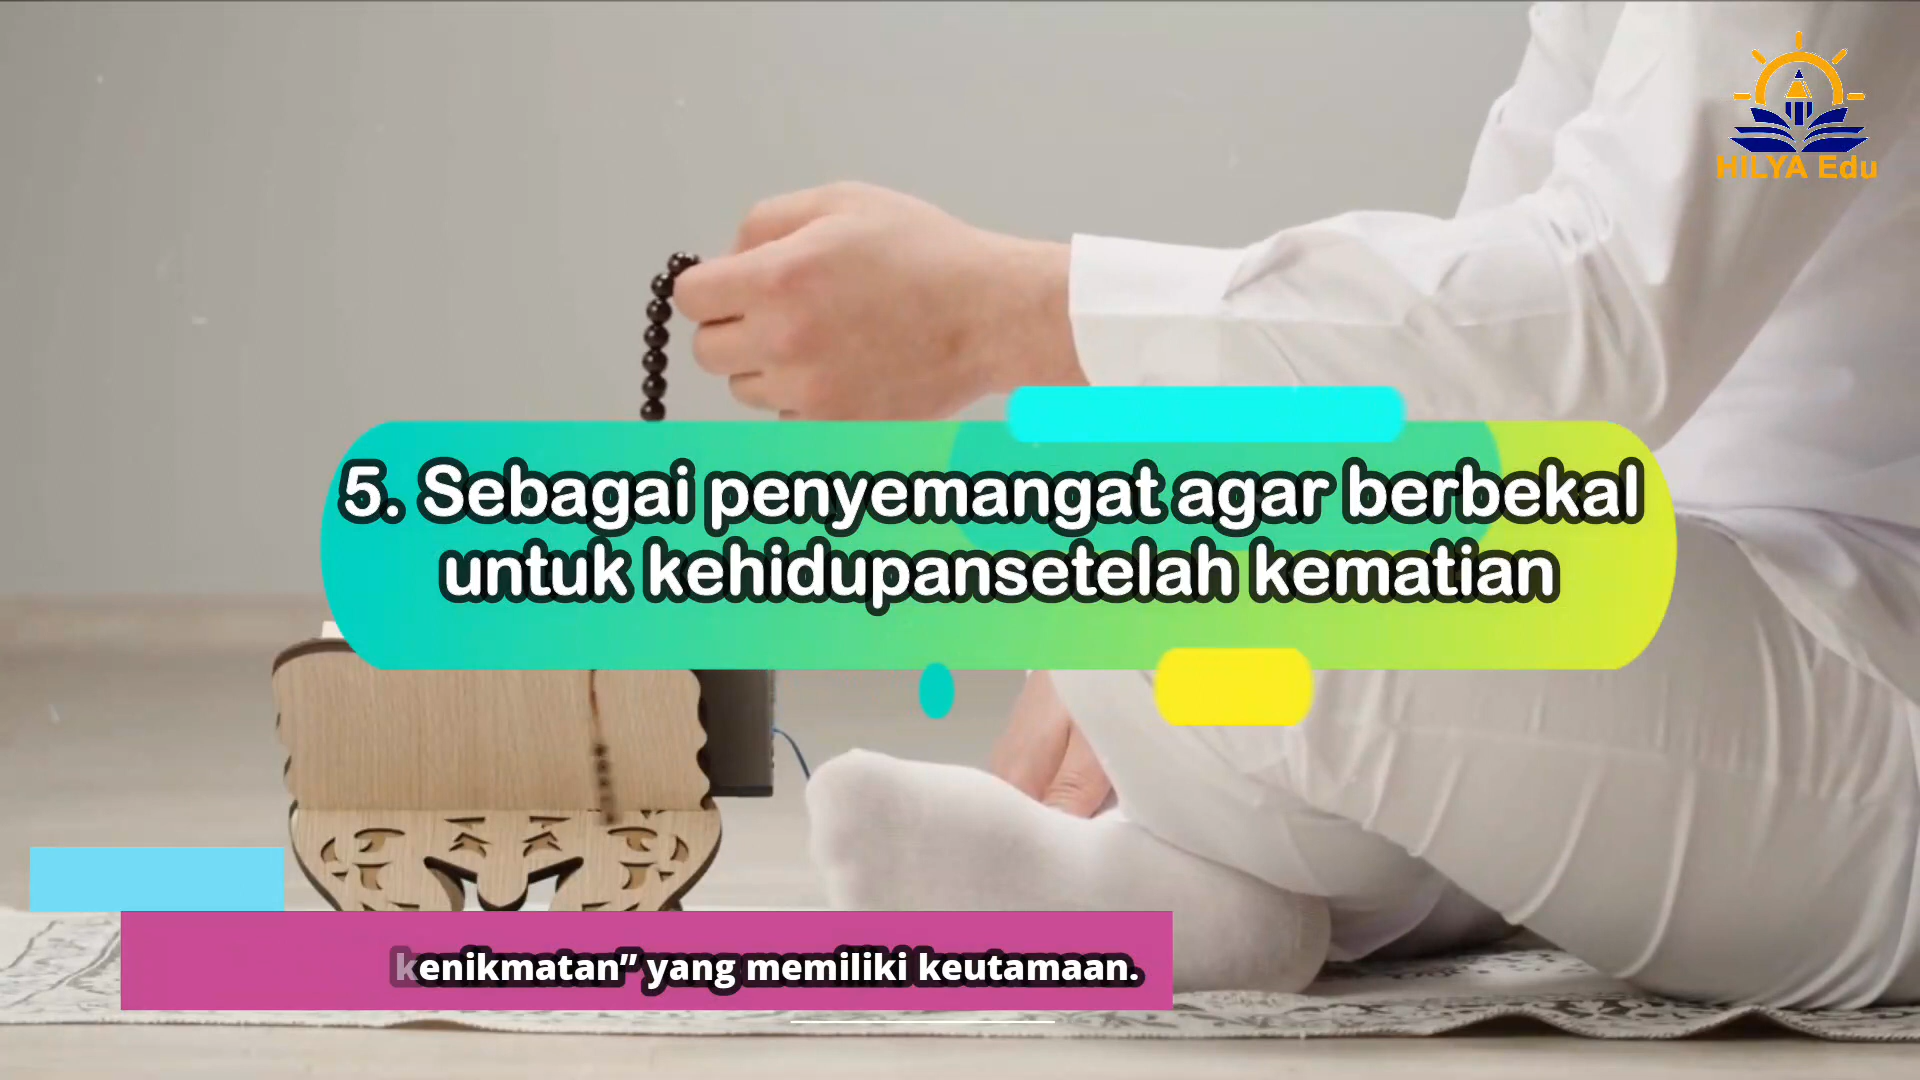 HILYA Edu
5. Sebagai penyemangat agar berbekal
untuk kehidupansetelah kematian
kenikmatan” yang memiliki keutamaan.